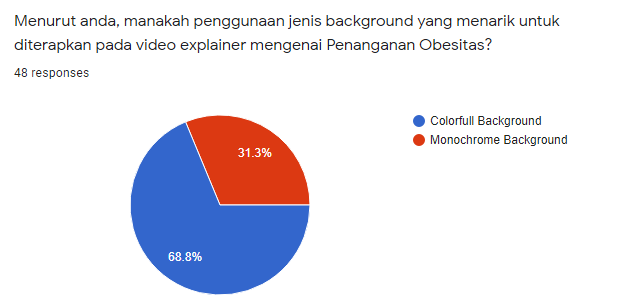 Menurut anda, manakah penggunaan jenis background yang menarik untuk
diterapkan pada video explainer mengenai Penanganan Obesitas?
48 responses
Colorfull Background
Monochrome Background
31.3%
68.8%